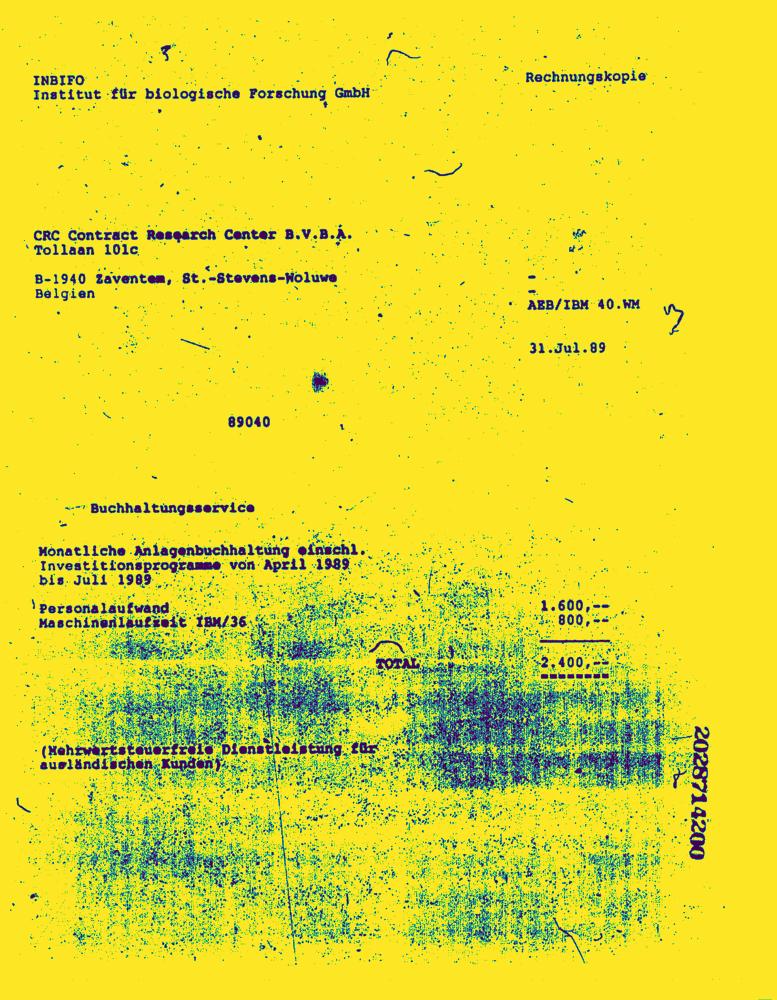 INBIFO
Institut für biologische Forschung GmbH
Rechnungskopie
CRC Contract Research Center B.V.B.A.
Tollaan 101c
B-1940 Zaventem, St.-Stevens-Woluwe
Belgien
-
-
AEB/IBM 40.WM
31.Jul.89
89040
Buchhaltungsservice
Monatliche Anlagenbuchhaltung einschl.
Investitionsprogramme von April 1989
bis Juli 1989
Personalaufwand 1.600,--
Maschinenlaufzeit IBM/36 800,--
TOTAL 2.400,--
(Mehrwertsteuerfreie Dienstleistung für
ausländischen Kunden)
2028714200